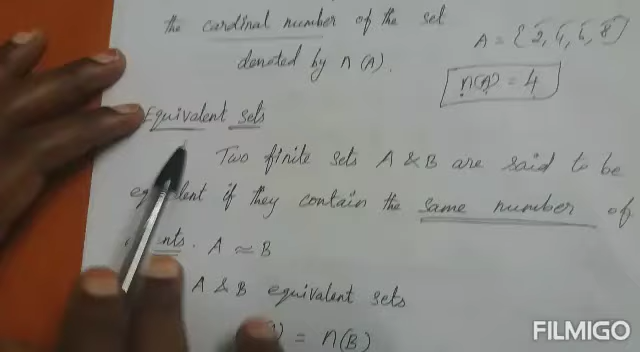 the cardinal number of the set
denoted by n(A).
A = {2, 4, 6, 8}
n(A) = 4
Equivalent sets
Two finite sets A & B are said to be
if they contain the same number of
A ≃ B
A & B equivalent sets
= n(B)
FILMIGO